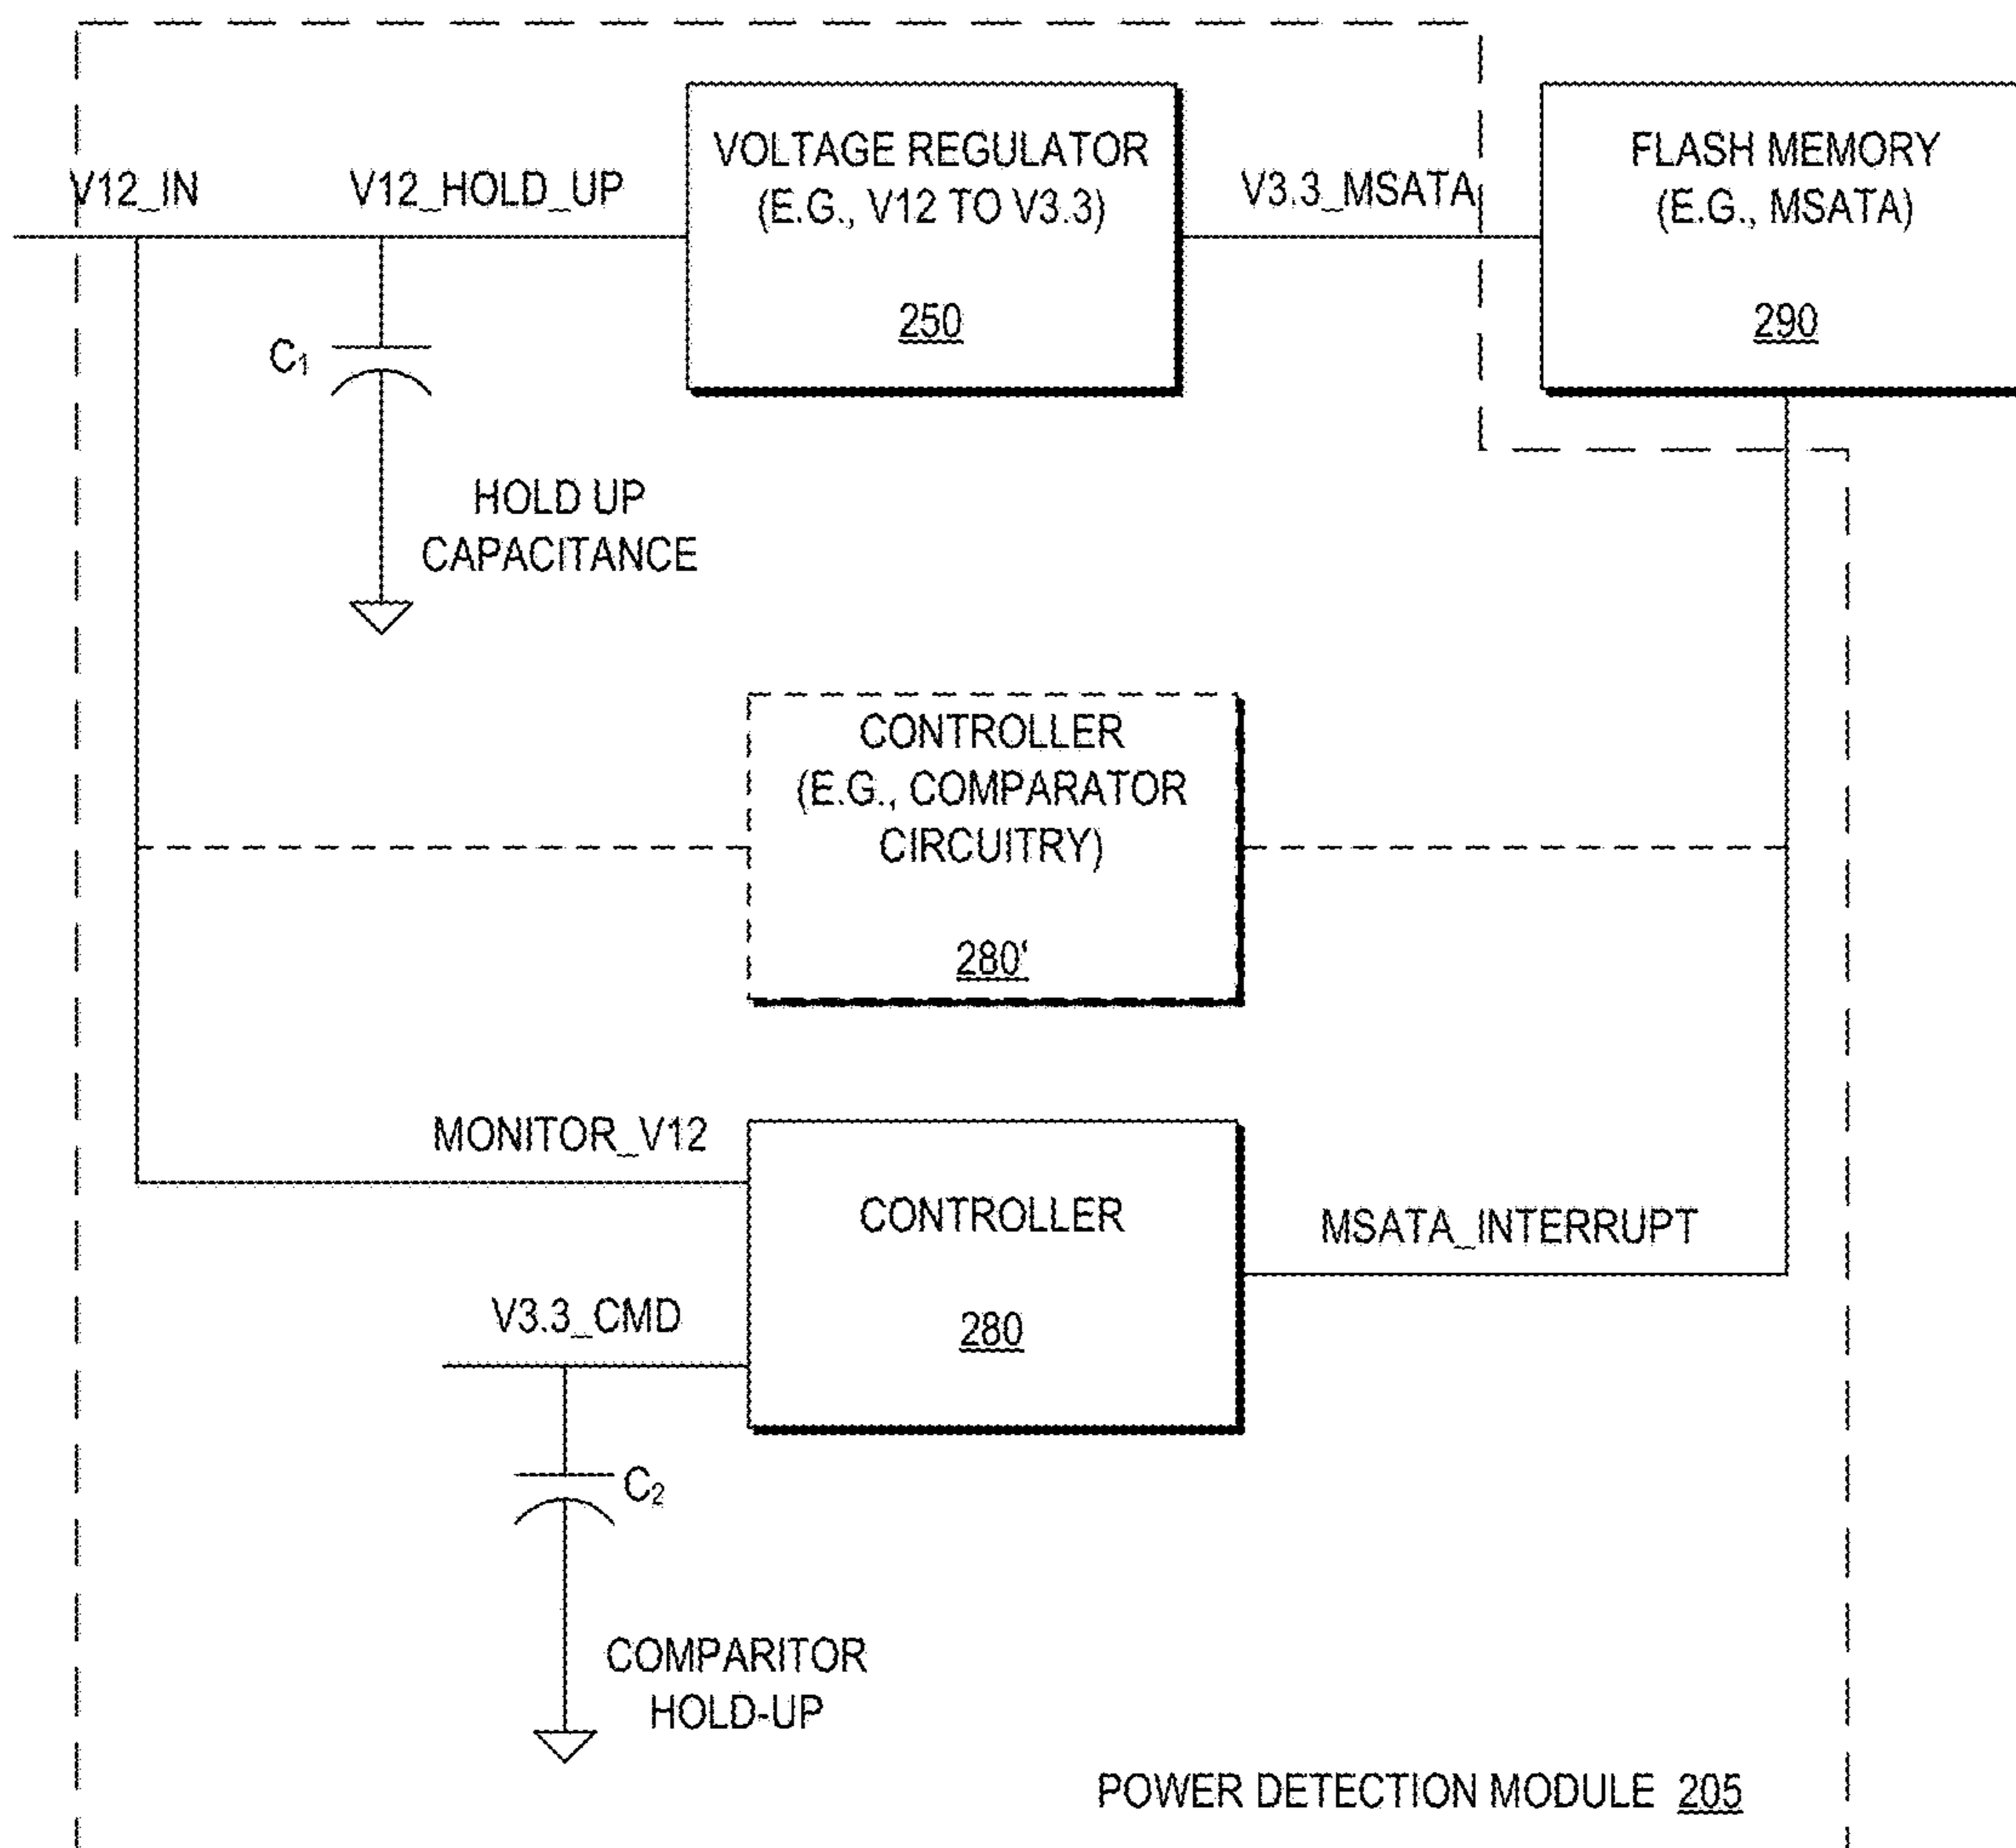 VOLTAGE REGULATOR
(E.G., V12 TO V3.3)
250
FLASH MEMORY
(E.G., MSATA)
290
V12_IN
V12_HOLD_UP
V3.3_MSATA
C₁
HOLD UP
CAPACITANCE
CONTROLLER
(E.G., COMPARATOR
CIRCUITRY)
280'
MONITOR_V12
CONTROLLER
280
MSATA_INTERRUPT
V3.3_CMD
C₂
COMPARITOR
HOLD-UP
POWER DETECTION MODULE 205